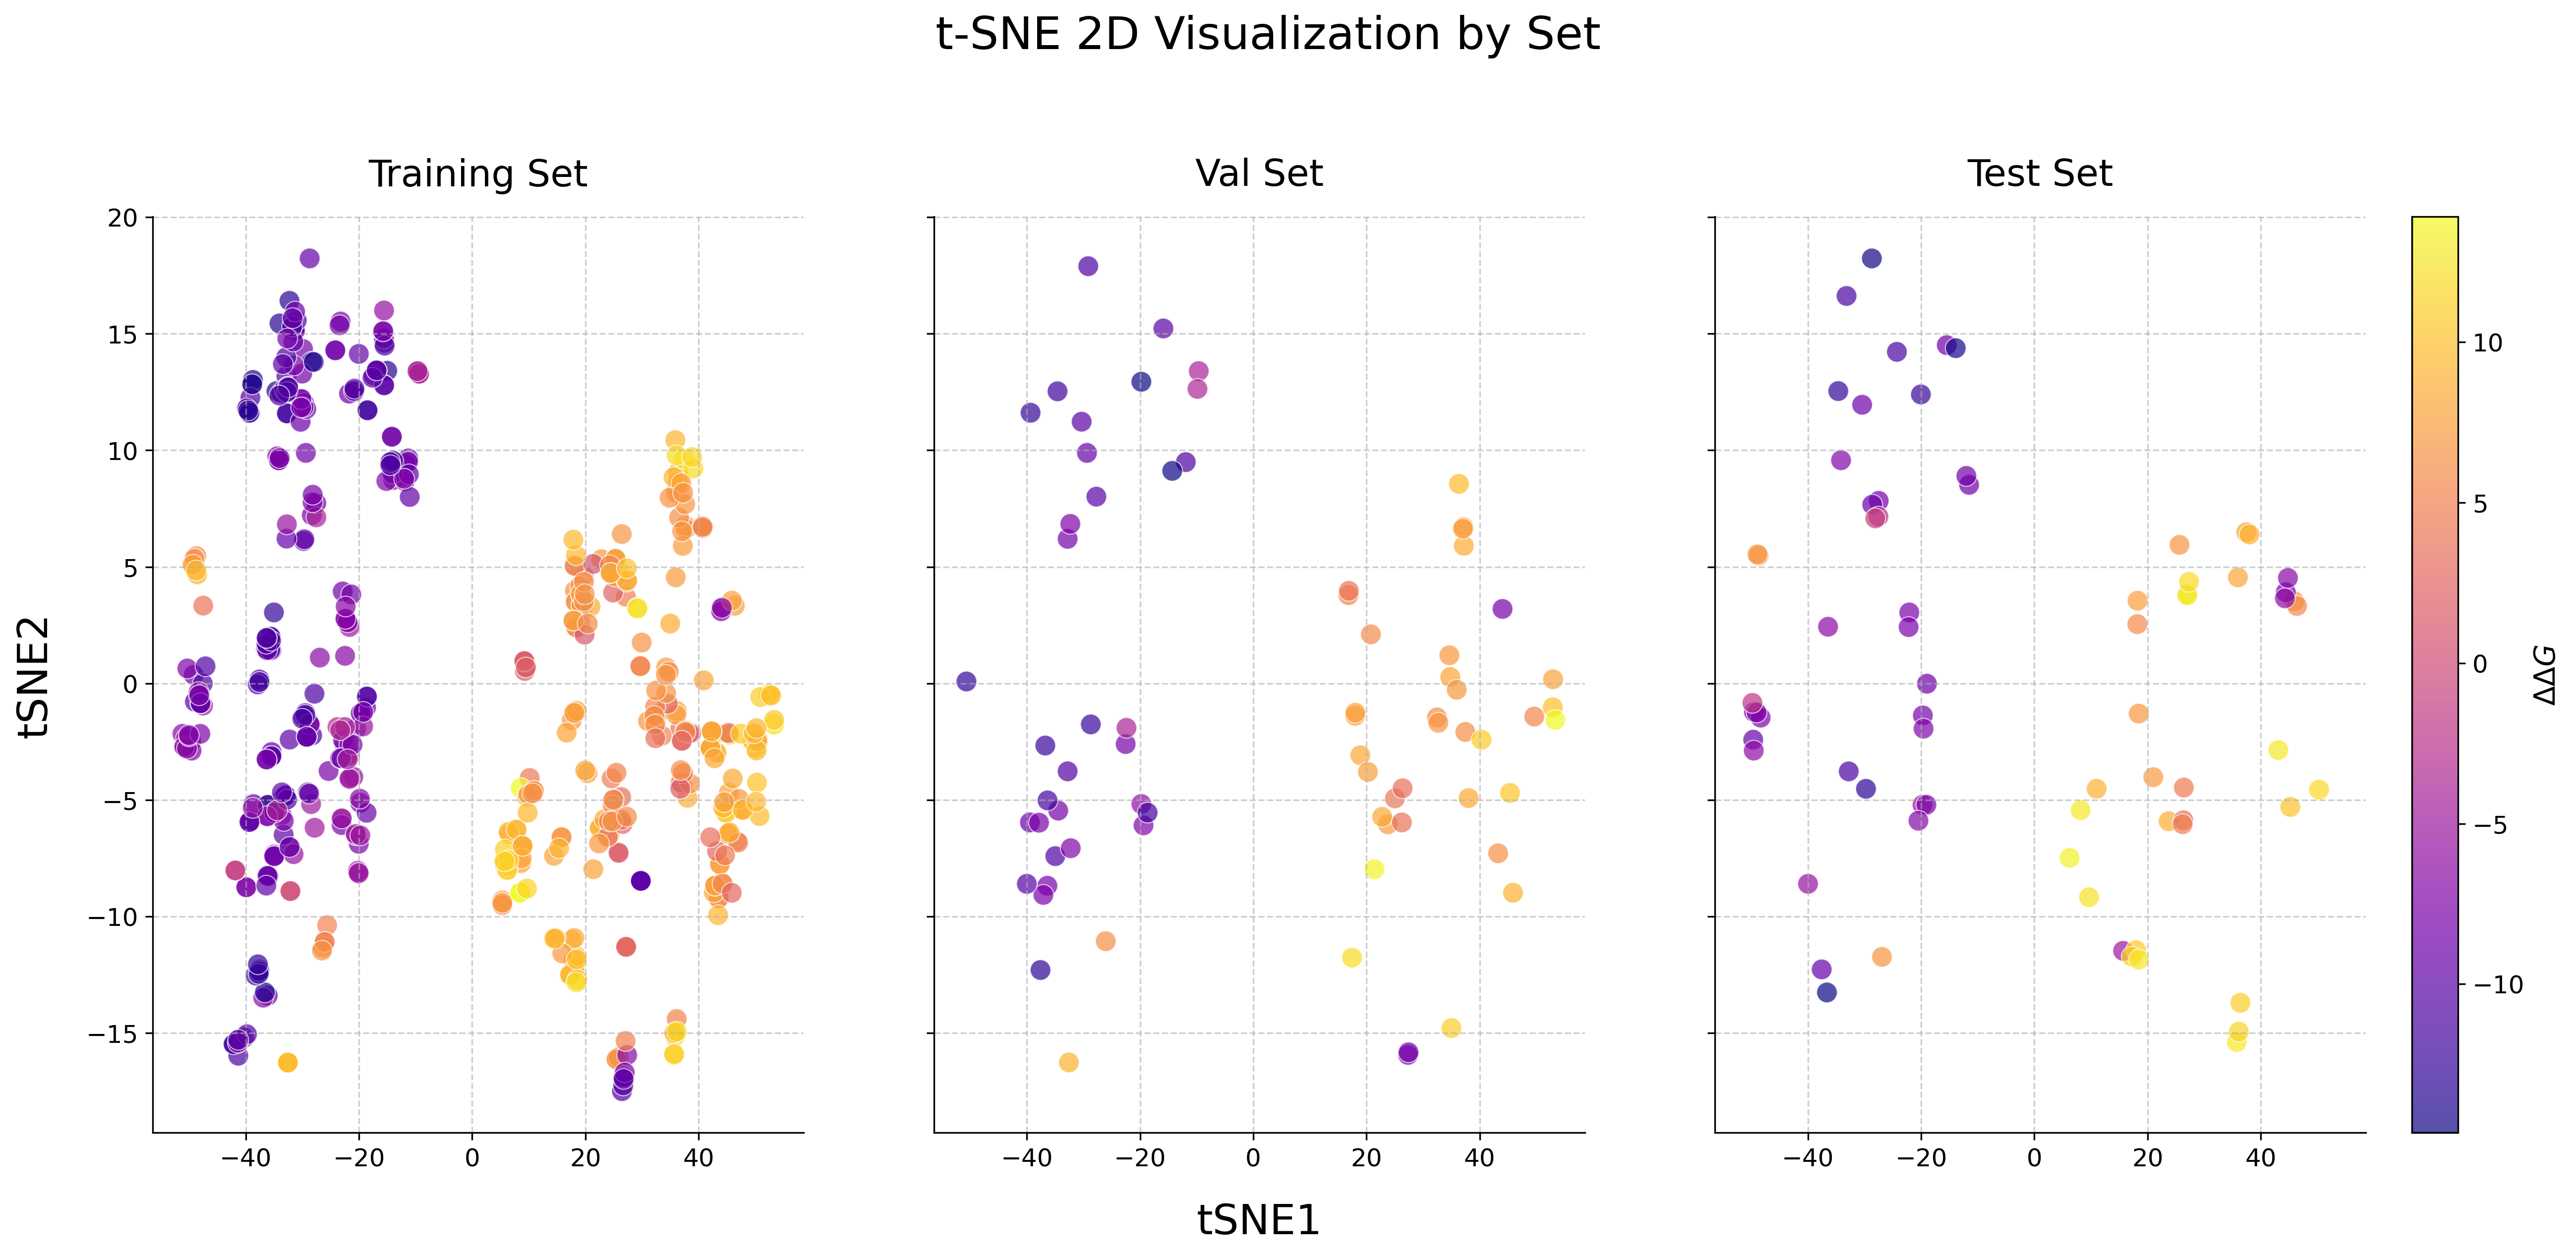 t-SNE 2D Visualization by Set
Training Set
Val Set
Test Set
20
15
10
5
0
−5
−10
−15
tSNE2
−40 −20 0 20 40
−40 −20 0 20 40
−40 −20 0 20 40
tSNE1
10
5
0
−5
−10
ΔΔG